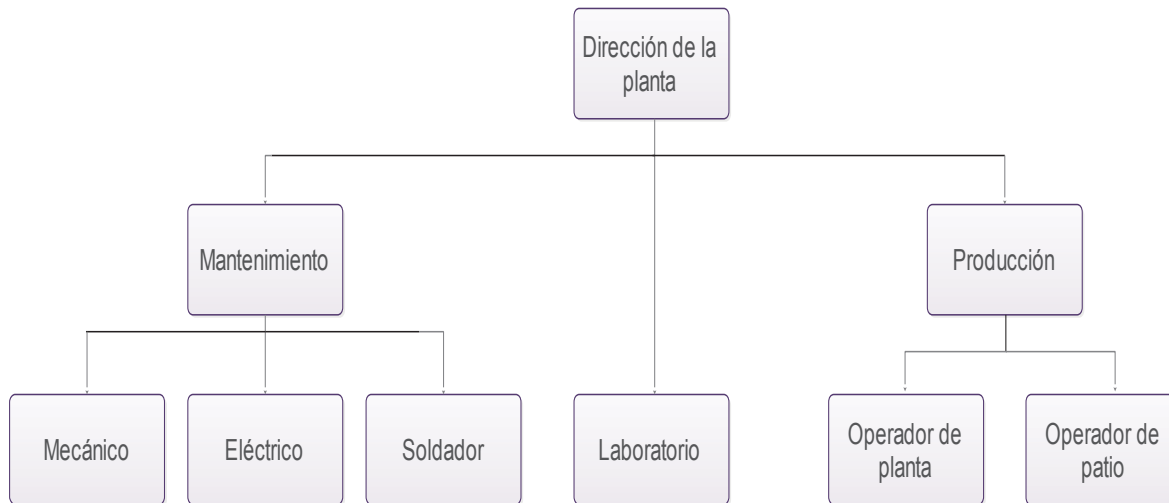 Dirección de la
planta
Mantenimiento
Producción
Mecánico
Eléctrico
Soldador
Laboratorio
Operador de
planta
Operador de
patio